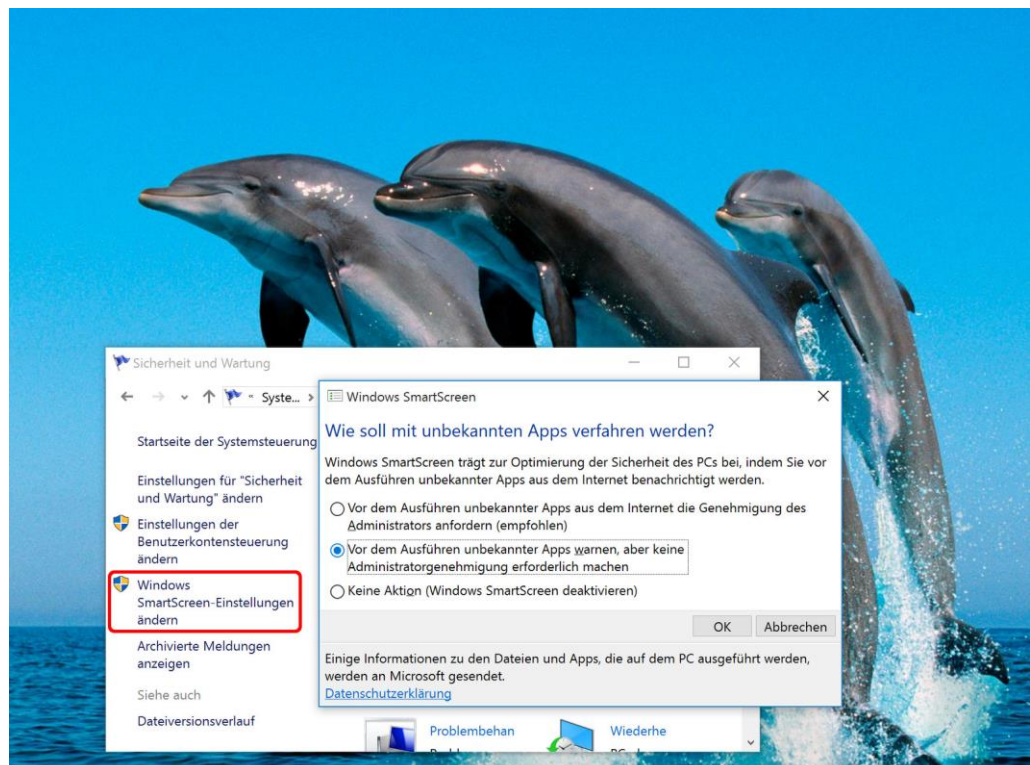 Sicherheit und Wartung
Syste...
Startseite der Systemsteuerung
Einstellungen für "Sicherheit
und Wartung" ändern
Einstellungen der
Benutzerkontensteuerung
ändern
Windows
SmartScreen-Einstellungen
ändern
Archivierte Meldungen
anzeigen
Siehe auch
Dateiversionsverlauf
Windows SmartScreen
Wie soll mit unbekannten Apps verfahren werden?
Windows SmartScreen trägt zur Optimierung der Sicherheit des PCs bei, indem Sie vor
dem Ausführen unbekannter Apps aus dem Internet benachrichtigt werden.
Vor dem Ausführen unbekannter Apps aus dem Internet die Genehmigung des
Administrators anfordern (empfohlen)
Vor dem Ausführen unbekannter Apps warnen, aber keine
Administratorgenehmigung erforderlich machen
Keine Aktion (Windows SmartScreen deaktivieren)
OK Abbrechen
Einige Informationen zu den Dateien und Apps, die auf dem PC ausgeführt werden,
werden an Microsoft gesendet.
Datenschutzerklärung
Problembehan Wiederhe